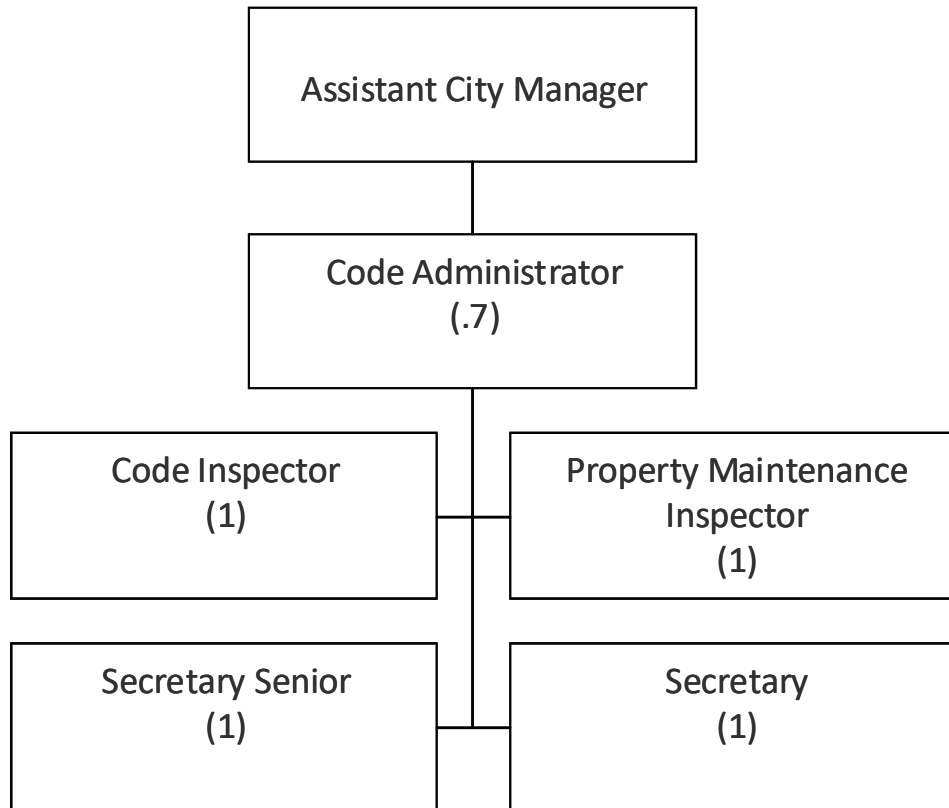 Assistant City Manager
Code Administrator
(.7)
Code Inspector
(1)
Property Maintenance
Inspector
(1)
Secretary Senior
(1)
Secretary
(1)